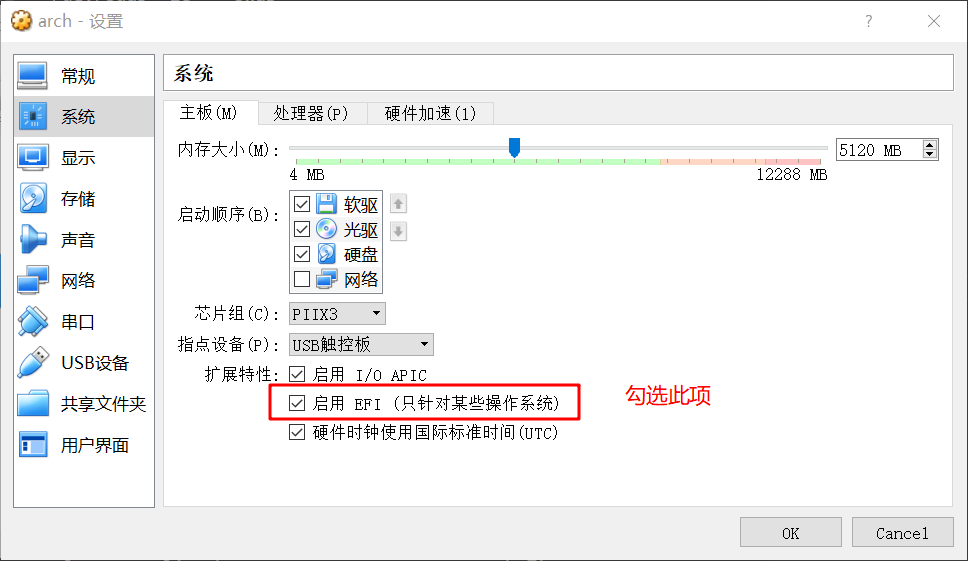 arch - 设置
?
常规
系统
显示
存储
声音
网络
串口
USB设备
共享文件夹
用户界面
系统
主板(M) 处理器(P) 硬件加速(l)
内存大小(M): 5120 MB
4 MB 12288 MB
启动顺序(B):
软驱
光驱
硬盘
网络
芯片组(C): PIIX3
指点设备(P): USB触控板
扩展特性: 启用 I/O APIC
启用 EFI (只针对某些操作系统) 勾选此项
硬件时钟使用国际标准时间(UTC)
OK Cancel